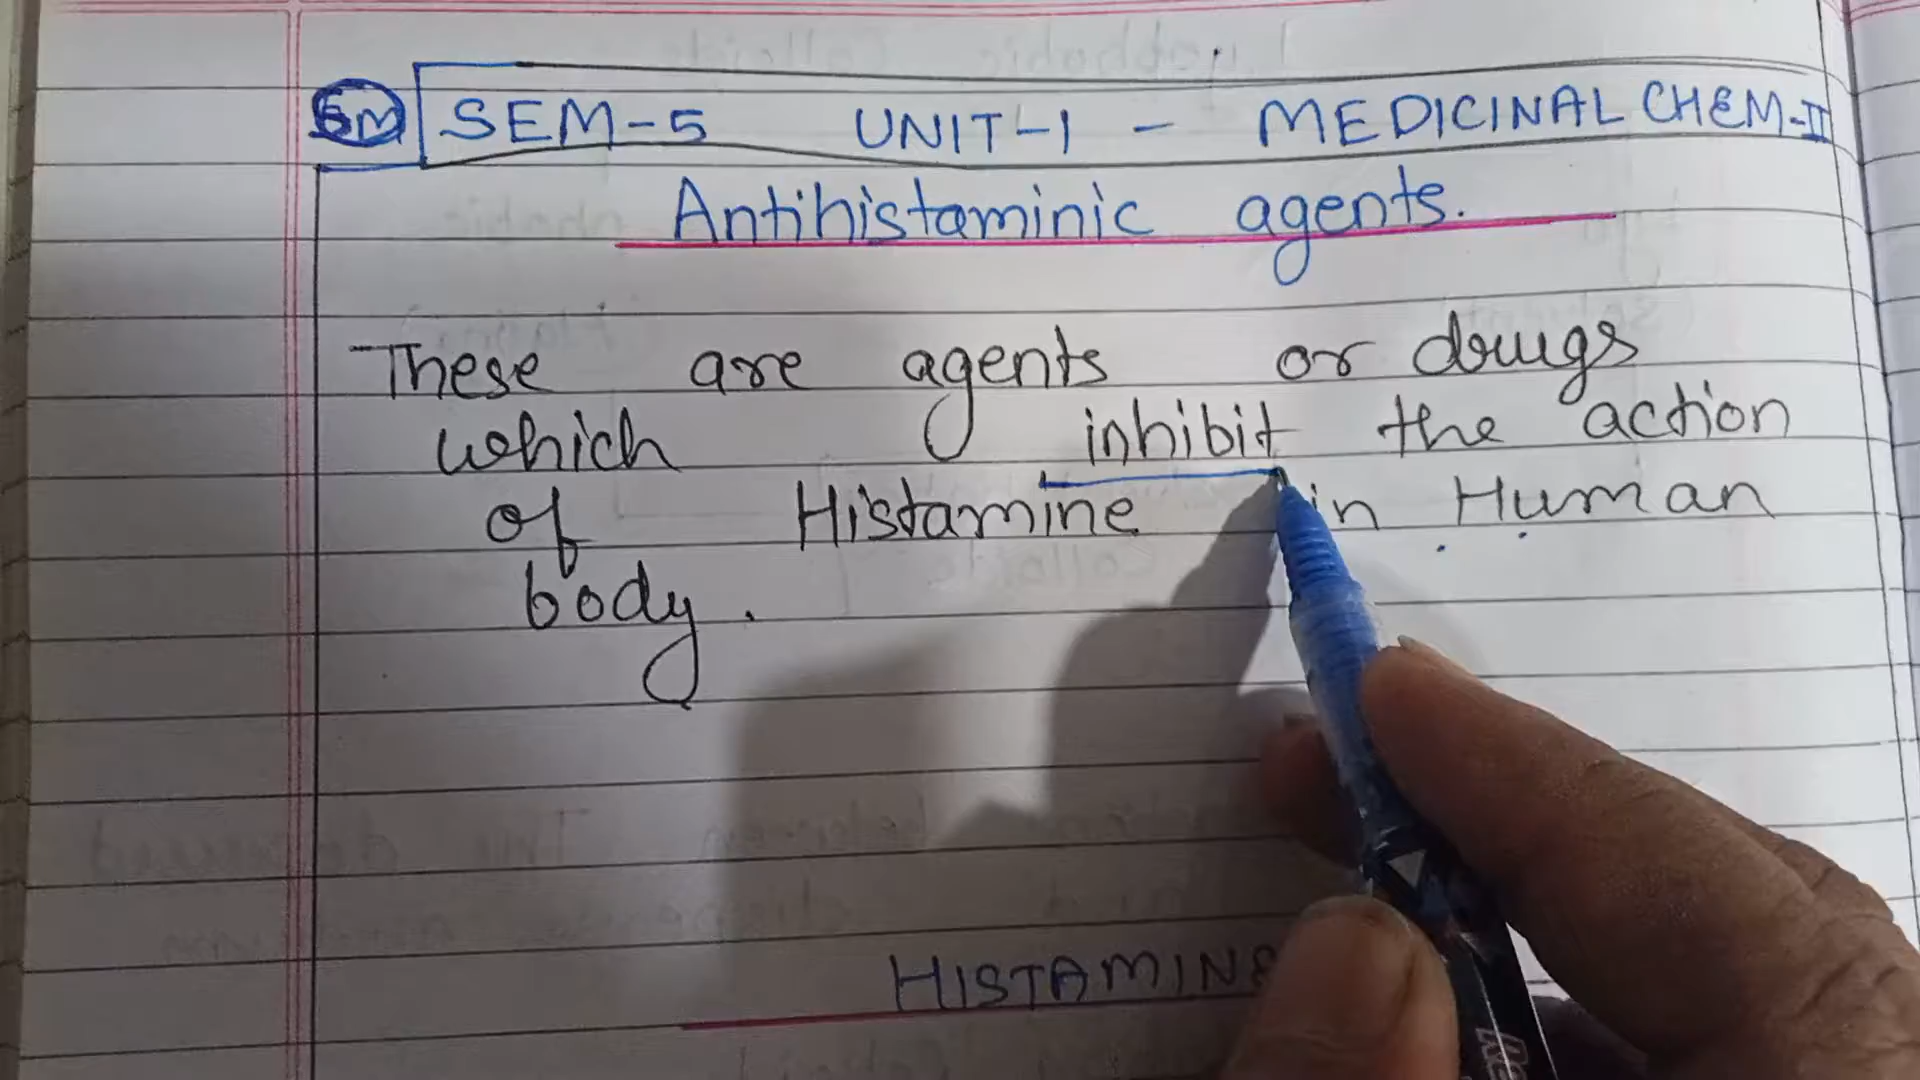 SEM-5 UNIT-1 - MEDICINAL CHEM-II
Antihistaminic agents.
These are agents or drugs
which inhibit the action
of Histamine in Human
body.
HISTAMINE